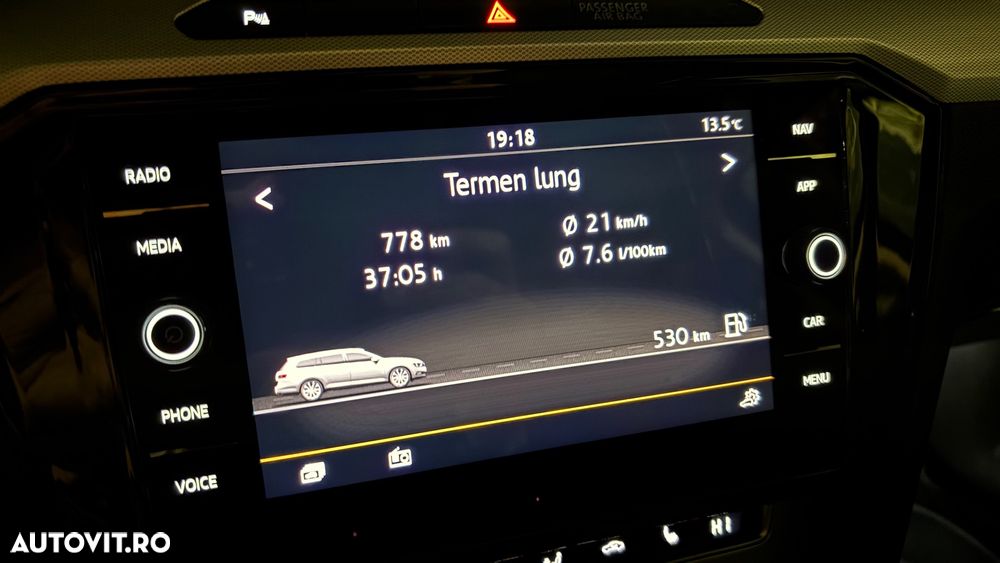 PASSENGER
AIR BAG
19:18
13.5°C
RADIO
MEDIA
PHONE
VOICE
<
Termen lung
>
778 km
Ø 21 km/h
37:05 h
Ø 7.6 l/100km
530 km
NAV
APP
CAR
MENU
AUTOVIT.RO